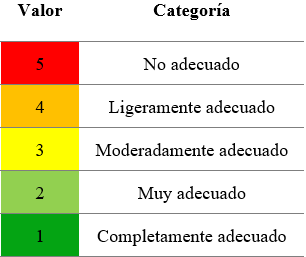 Valor Categoría
5 No adecuado
4 Ligeramente adecuado
3 Moderadamente adecuado
2 Muy adecuado
1 Completamente adecuado